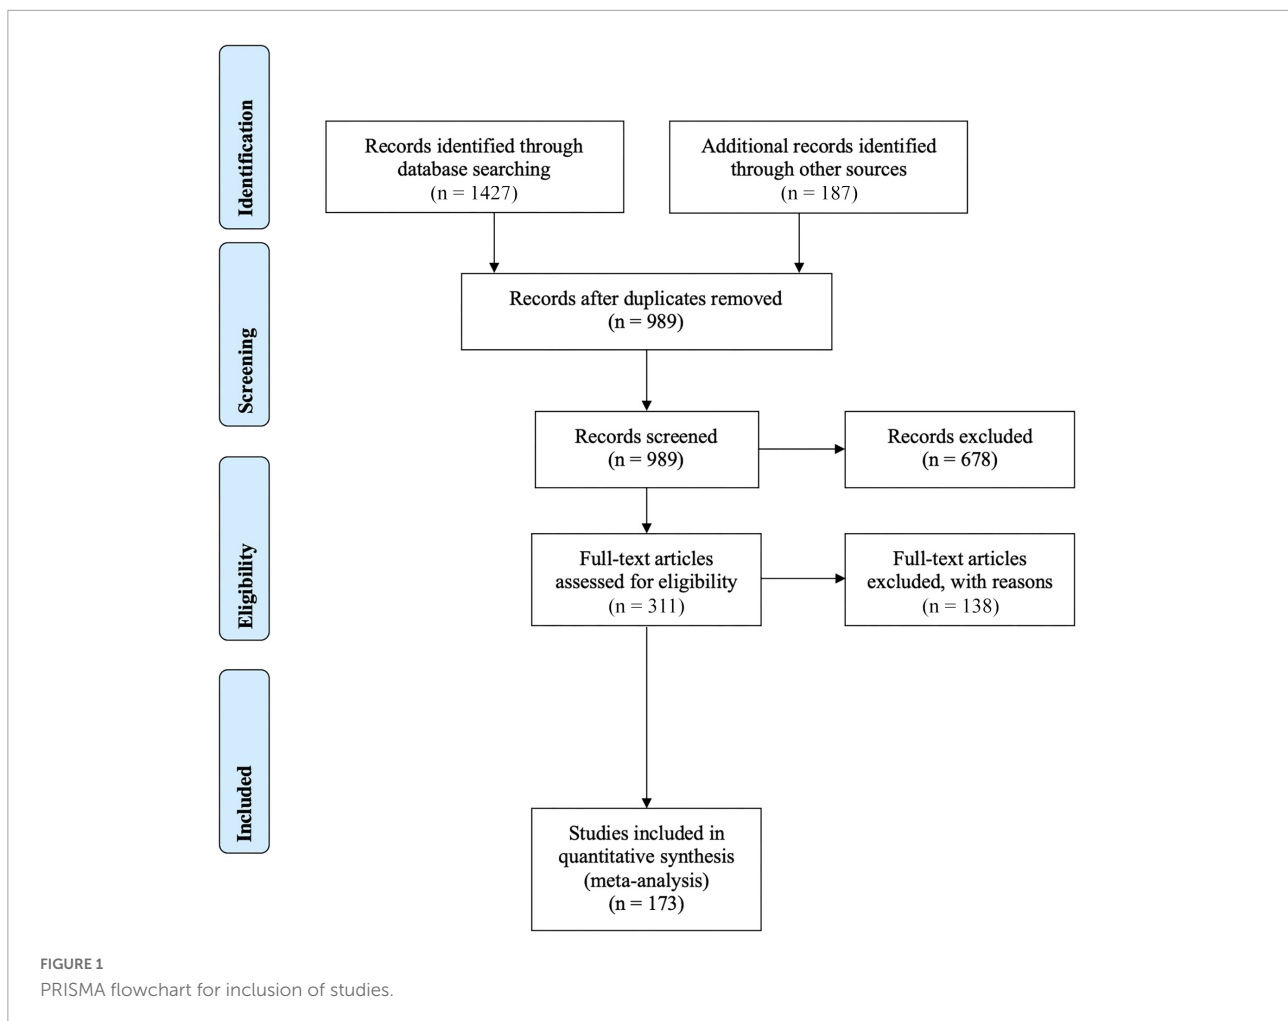 Identification
Records identified through
database searching
(n = 1427)
Additional records identified
through other sources
(n = 187)
Screening
Records after duplicates removed
(n = 989)
Records screened
(n = 989)
Records excluded
(n = 678)
Eligibility
Full-text articles
assessed for eligibility
(n = 311)
Full-text articles
excluded, with reasons
(n = 138)
Included
Studies included in
quantitative synthesis
(meta-analysis)
(n = 173)
FIGURE 1
PRISMA flowchart for inclusion of studies.